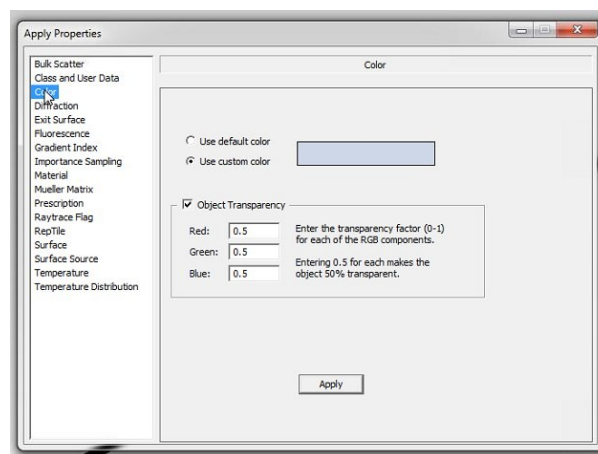 Apply Properties
Bulk Scatter
Class and User Data
Color
Diffraction
Exit Surface
Fluorescence
Gradient Index
Importance Sampling
Material
Mueller Matrix
Prescription
Raytrace Flag
RepTile
Surface
Surface Source
Temperature
Temperature Distribution
Color
Use default color
Use custom color
Object Transparency
Red: 0.5
Green: 0.5
Blue: 0.5
Enter the transparency factor (0-1)
for each of the RGB components.
Entering 0.5 for each makes the
object 50% transparent.
Apply